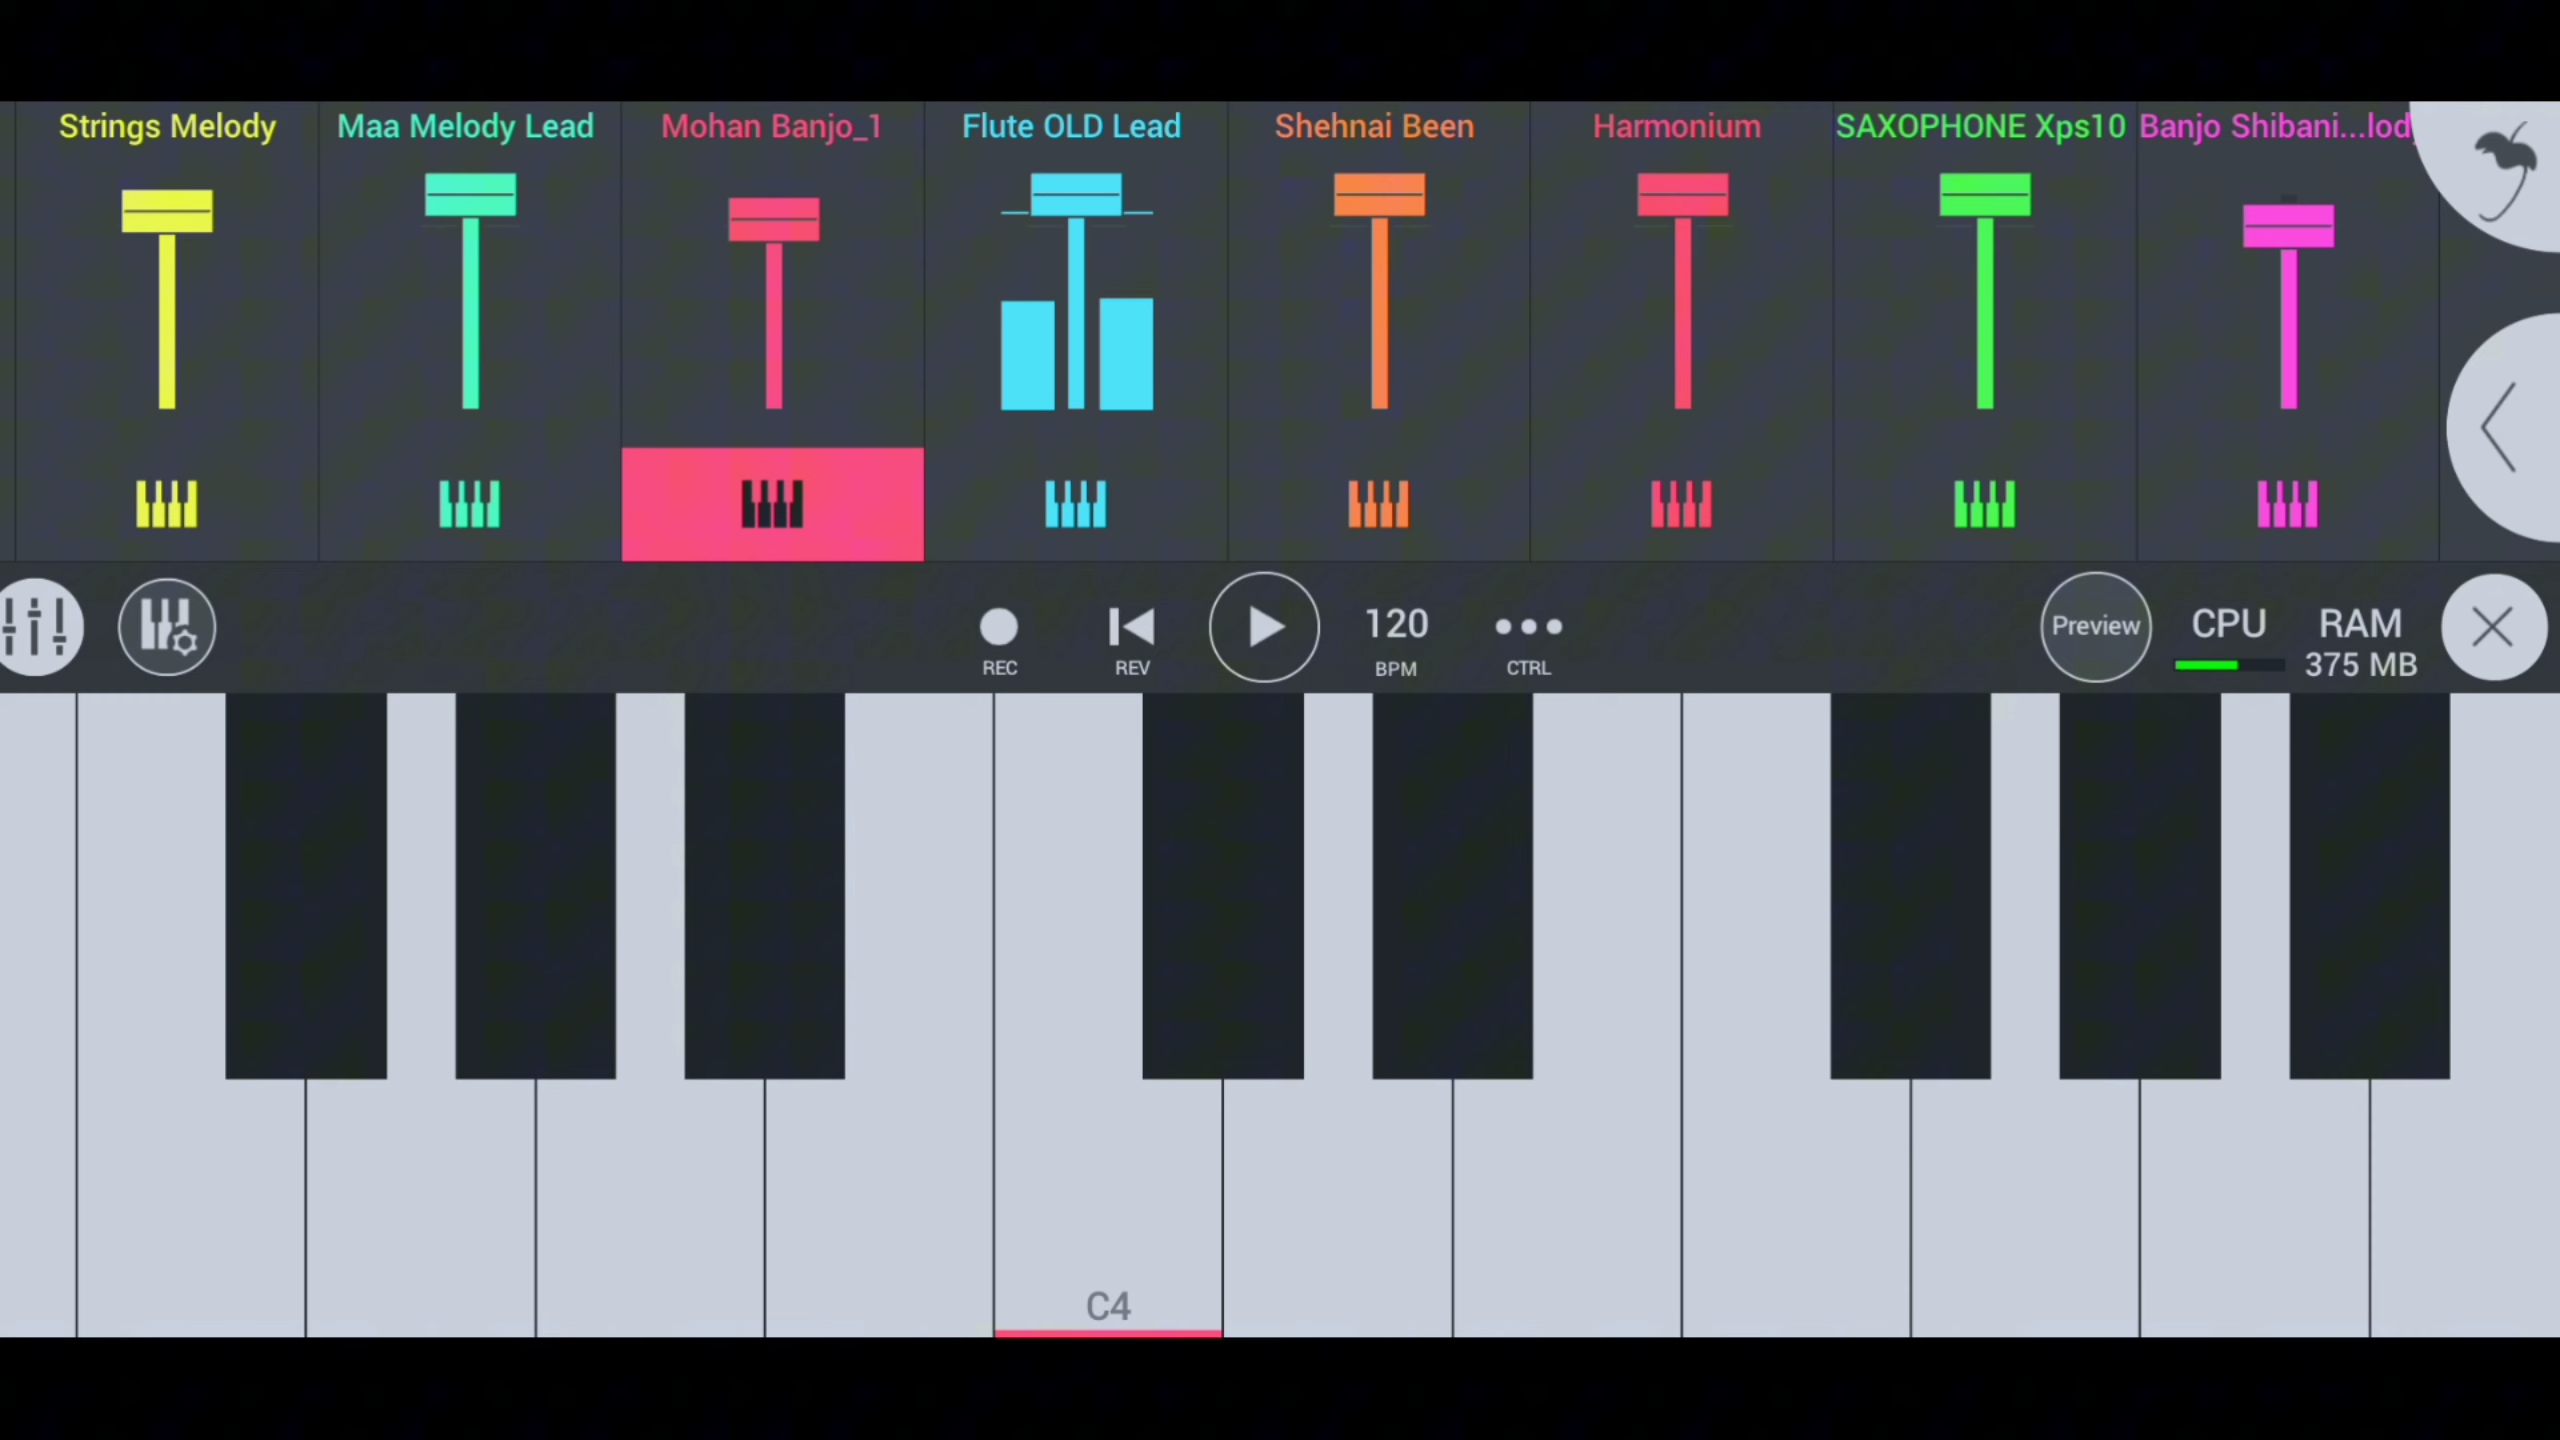 Strings Melody
Maa Melody Lead
Mohan Banjo_1
Flute OLD Lead
Shehnai Been
Harmonium
SAXOPHONE Xps10
Banjo Shibani...lod
REC
REV
120
BPM
CTRL
Preview
CPU
RAM
375 MB
C4